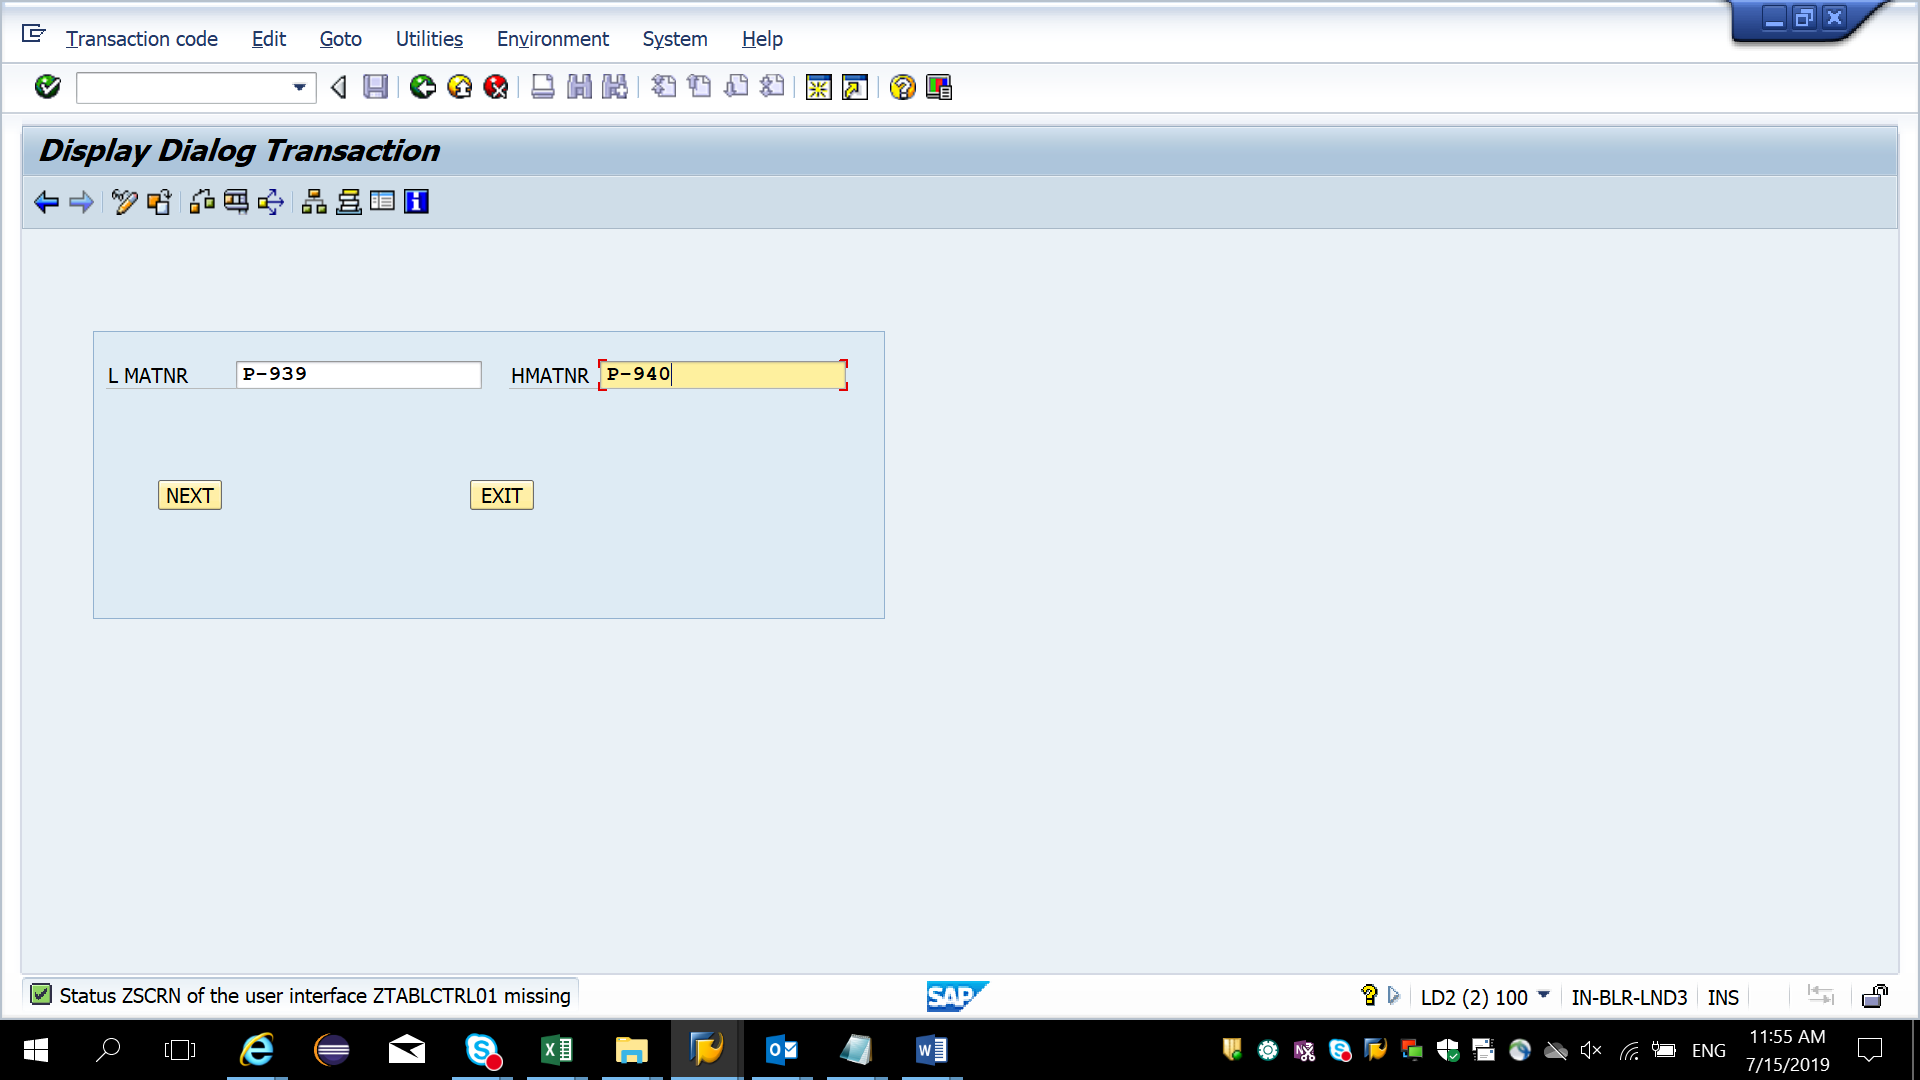 Transaction code Edit Goto Utilities Environment System Help
Display Dialog Transaction
L MATNR P-939 HMATNR P-940
NEXT EXIT
Status ZSCRN of the user interface ZTABLCTRL01 missing
SAP
LD2 (2) 100 IN-BLR-LND3 INS
ENG
11:55 AM
7/15/2019